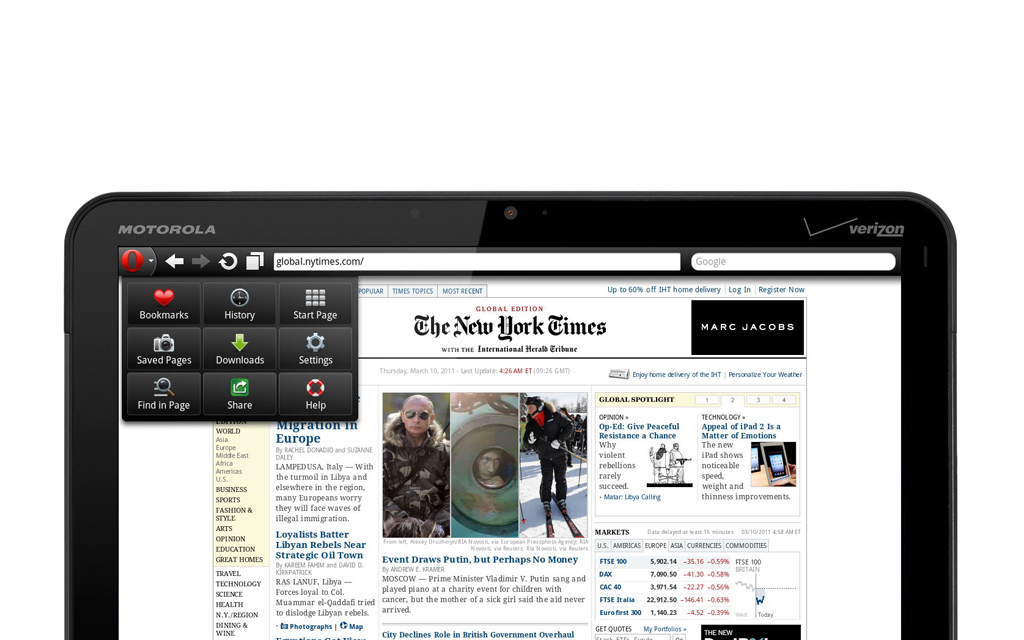 MOTOROLA
verizon
global.nytimes.com/
Google
Bookmarks
History
Start Page
Saved Pages
Downloads
Settings
Find in Page
Share
Help
POPULAR
TIMES TOPICS
MOST RECENT
Up to 60% off IHT home delivery
Log In
Register Now
GLOBAL EDITION
The New York Times
WITH THE International Herald Tribune
MARC JACOBS
Thursday, March 10, 2011 - Last Update: 4:26 AM ET (09:26 GMT)
Enjoy home delivery of the IHT | Personalize Your Weather
WORLD
Asia
Europe
Middle East
Africa
Americas
U.S.
BUSINESS
SPORTS
FASHION &
STYLE
ARTS
OPINION
EDUCATION
GREAT HOMES
TRAVEL
TECHNOLOGY
SCIENCE
HEALTH
N.Y./REGION
DINING &
WINE
Migration in
Europe
By RACHEL DONADIO and SUZANNE
DALEY
LAMPEDUSA, Italy — With
the turmoil in Libya and
elsewhere in the region,
many Europeans worry
they will face waves of
illegal immigration.
Loyalists Batter
Libyan Rebels Near
Strategic Oil Town
By KAREEM FAHIM and DAVID D.
KIRKPATRICK
RAS LANUF, Libya —
Forces loyal to Col.
Muammar el-Qaddafi tried
to dislodge Libyan rebels.
Photographs | Map
From left, Alexey Druzhinyn/RIA Novosti, via European Pressphoto Agency; RIA
Novosti, via Reuters; Ria Novosti, via Reuters
Event Draws Putin, but Perhaps No Money
By ANDREW E. KRAMER
MOSCOW — Prime Minister Vladimir V. Putin sang and
played piano at a charity event for children with
cancer, but the mother of a sick girl said the aid never
arrived.
City Declines Role in British Government Overhaul
GLOBAL SPOTLIGHT
1
2
3
4
OPINION »
Op-Ed: Give Peaceful
Resistance a Chance
Why
violent
rebellions
rarely
succeed.
Matar: Libya Calling
TECHNOLOGY »
Appeal of iPad 2 Is a
Matter of Emotions
The new
iPad shows
noticeable
speed,
weight and
thinness improvements.
MARKETS
Data delayed at least 15 minutes
03/10/2011 4:58 AM ET
U.S.
AMERICAS
EUROPE
ASIA
CURRENCIES
COMMODITIES
FTSE 100 5,902.14 −35.16 −0.59%
DAX 7,090.50 −41.30 −0.58%
CAC 40 3,971.54 −22.27 −0.56%
FTSE Italia 22,912.50 −146.41 −0.63%
Eurofirst 300 1,140.23 −4.52 −0.39%
FTSE 100
BRITAIN
Wed.
Today
GET QUOTES
My Portfolios »
Go
THE NEW